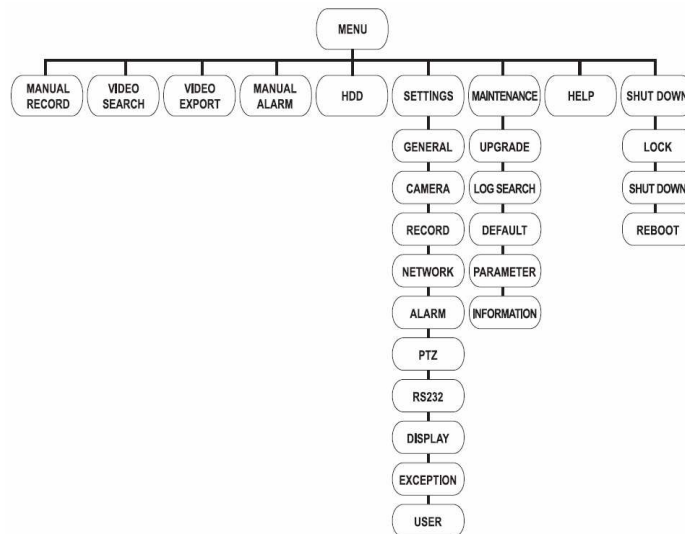 MENU
MANUAL
RECORD
VIDEO
SEARCH
VIDEO
EXPORT
MANUAL
ALARM
HDD
SETTINGS
MAINTENANCE
HELP
SHUT DOWN
GENERAL
UPGRADE
LOCK
CAMERA
LOG SEARCH
SHUT DOWN
RECORD
DEFAULT
REBOOT
NETWORK
PARAMETER
ALARM
INFORMATION
PTZ
RS232
DISPLAY
EXCEPTION
USER